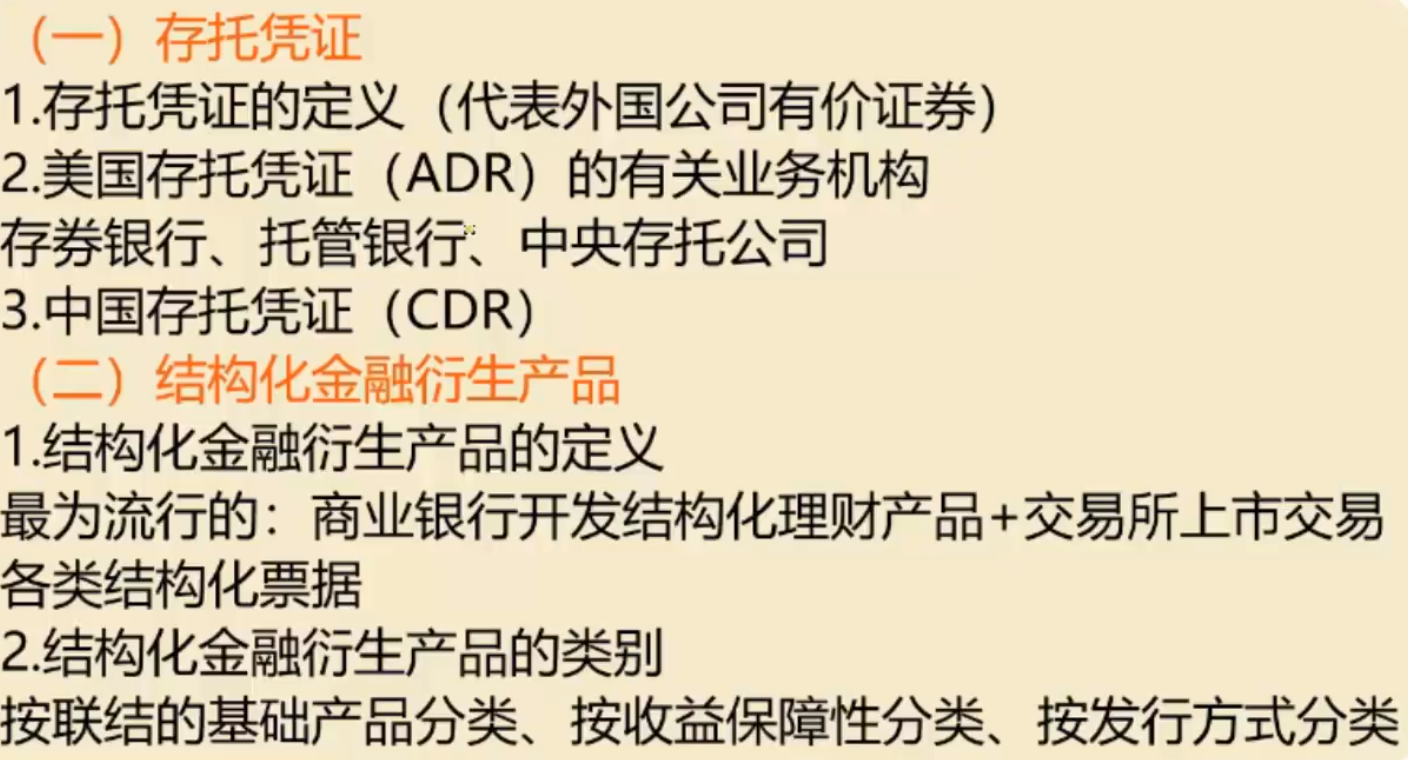 （一）存托凭证
1.存托凭证的定义（代表外国公司有价证券）
2.美国存托凭证（ADR）的有关业务机构
存券银行、托管银行、中央存托公司
3.中国存托凭证（CDR）
（二）结构化金融衍生产品
1.结构化金融衍生产品的定义
最为流行的：商业银行开发结构化理财产品+交易所上市交易
各类结构化票据
2.结构化金融衍生产品的类别
按联结的基础产品分类、按收益保障性分类、按发行方式分类